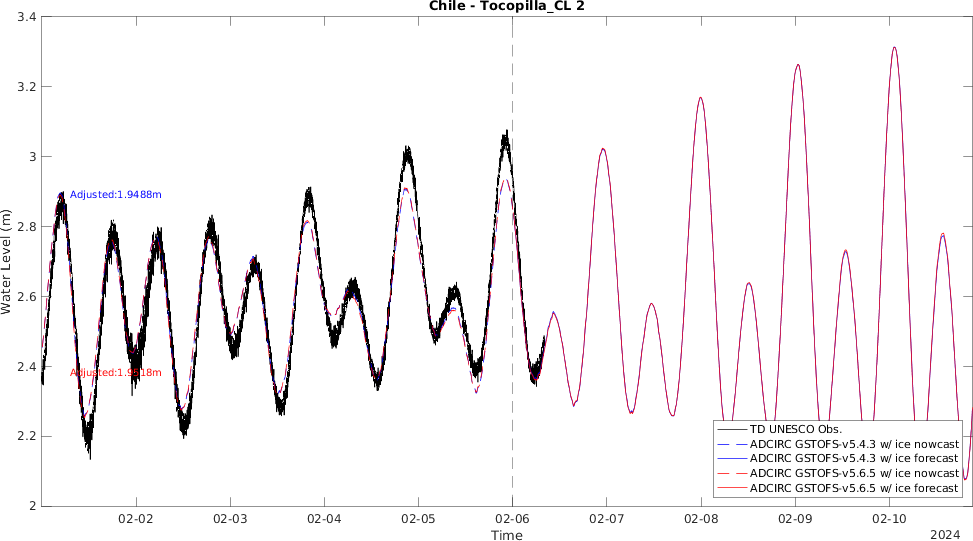 Chile - Tocopilla_CL 2
3.4
3.2
3
2.8
2.6
2.4
2.2
2
Water Level (m)
Adjusted:1.9488m
02-02
02-03
02-04
02-05
02-06
02-07
02-08
02-09
02-10
Time
2024
TD UNESCO Obs.
ADCIRC GSTOFS-v5.4.3 w/ ice nowcast
ADCIRC GSTOFS-v5.4.3 w/ ice forecast
ADCIRC GSTOFS-v5.6.5 w/ ice nowcast
ADCIRC GSTOFS-v5.6.5 w/ ice forecast